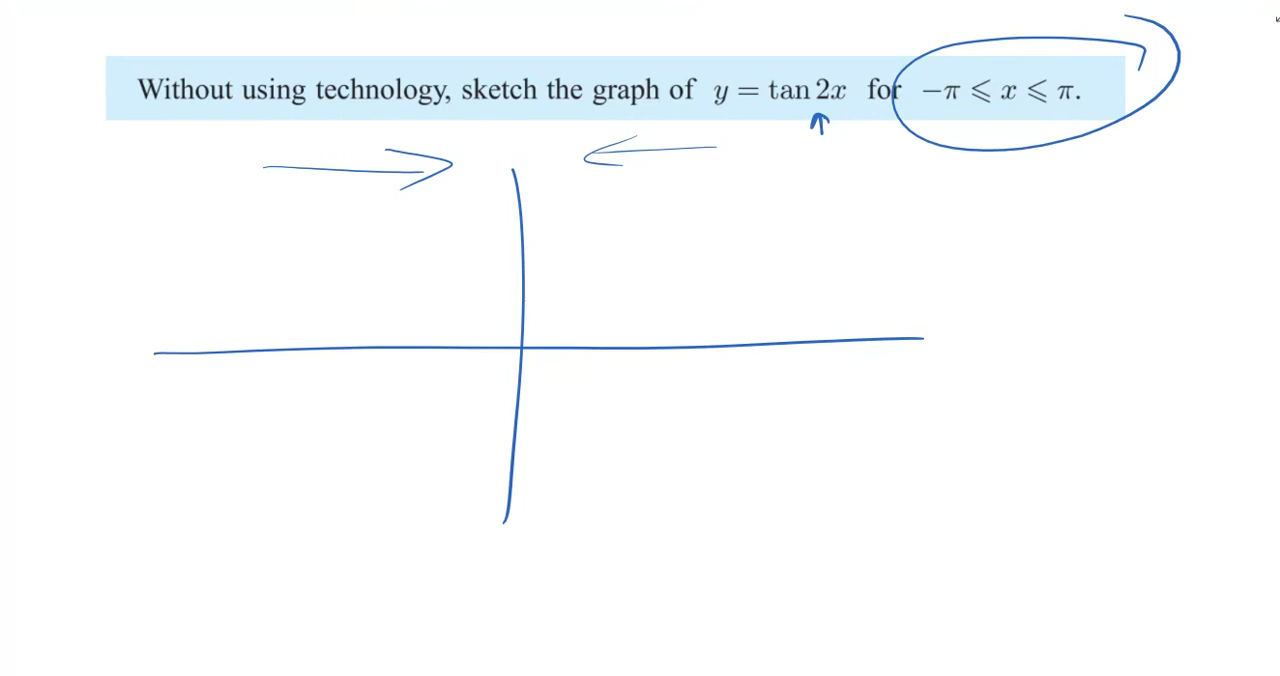 Without using technology, sketch the graph of y = tan 2x for −π ⩽ x ⩽ π.